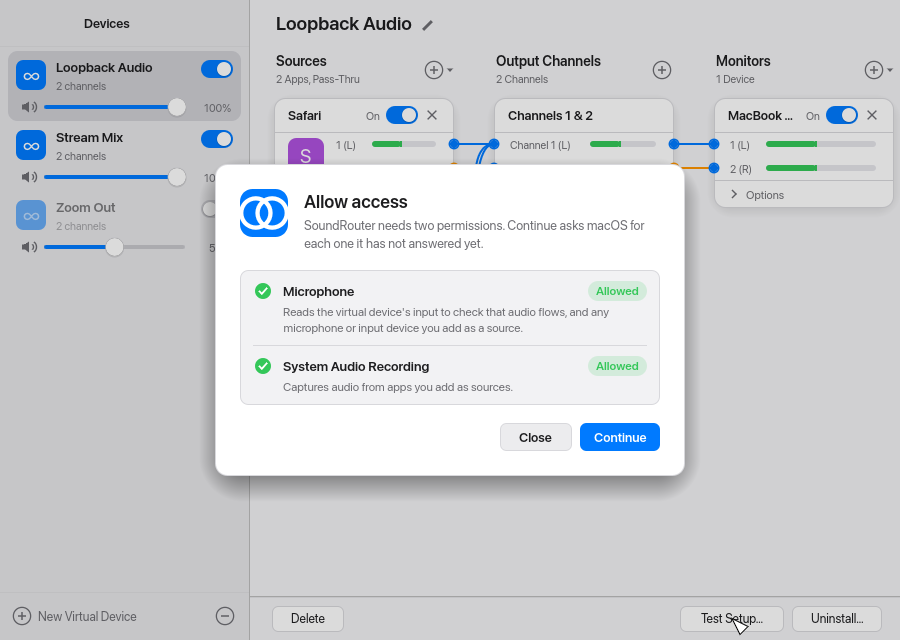 Devices
Loopback Audio
2 channels
100%
Stream Mix
2 channels
10
Zoom Out
2 channels
5
New Virtual Device
Loopback Audio
Sources
2 Apps, Pass-Thru
Output Channels
2 Channels
Monitors
1 Device
Safari
On
S
1 (L)
Channels 1 & 2
Channel 1 (L)
MacBook ...
On
1 (L)
2 (R)
Options
Allow access
SoundRouter needs two permissions. Continue asks macOS for
each one it has not answered yet.
Microphone
Allowed
Reads the virtual device's input to check that audio flows, and any
microphone or input device you add as a source.
System Audio Recording
Allowed
Captures audio from apps you add as sources.
Close
Continue
Delete
Test Setup...
Uninstall...